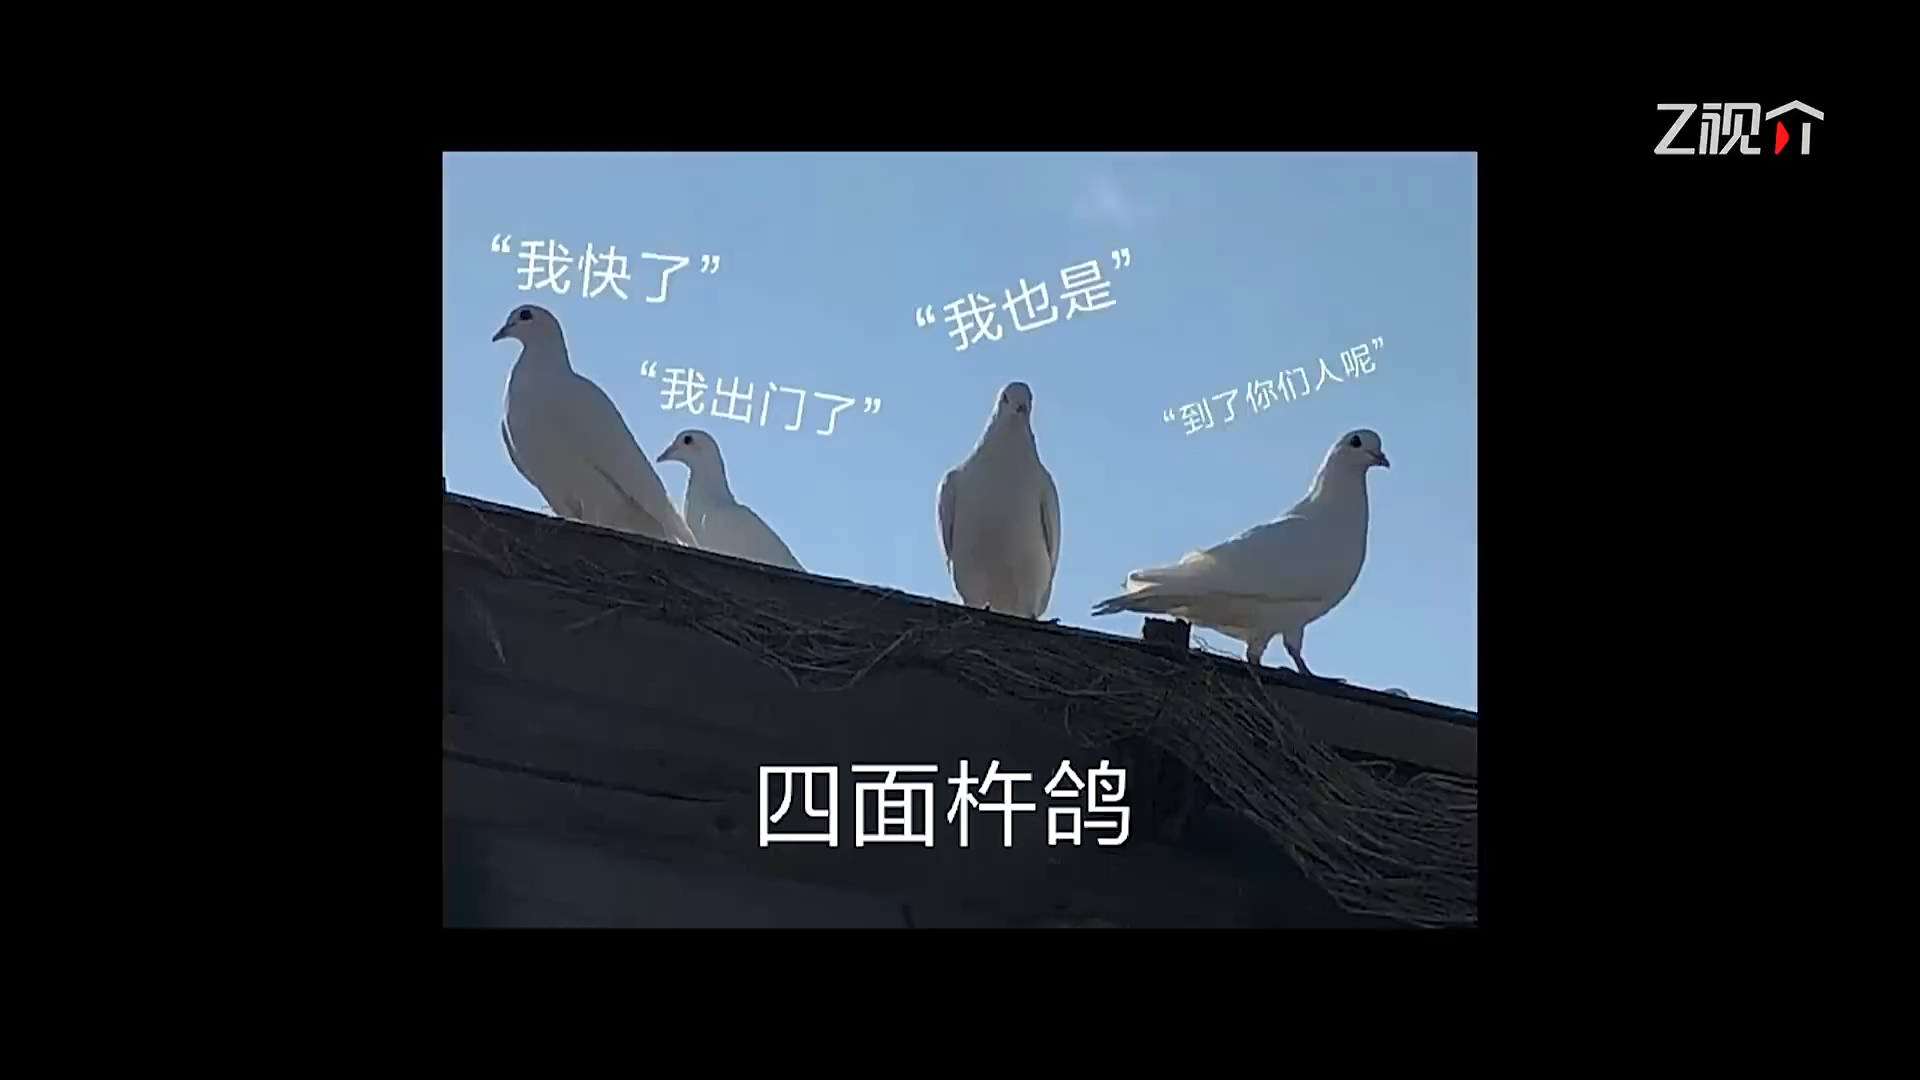 Z视介
“我快了”
“我也是”
“到了你们人呢”
“我出门了”
四面杵鸽